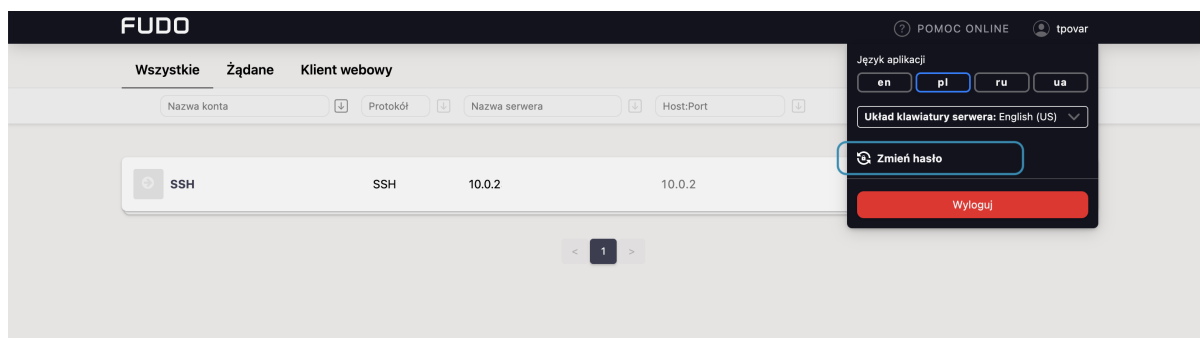 FUDO
POMOC ONLINE tpovar
Wszystkie Żądane Klient webowy
Język aplikacji
en pl ru ua
Nazwa konta Protokół Nazwa serwera Host:Port
Układ klawiatury serwera: English (US)
Zmień hasło
SSH SSH 10.0.2 10.0.2
Wyloguj
< 1 >